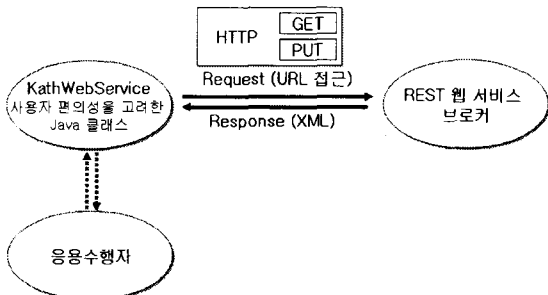 HTTP
GET
PUT
Request (URL 접근)
KathWebService
사용자 편의성을 고려한
Java 클래스
Response (XML)
REST 웹 서비스
브로커
응용수행자